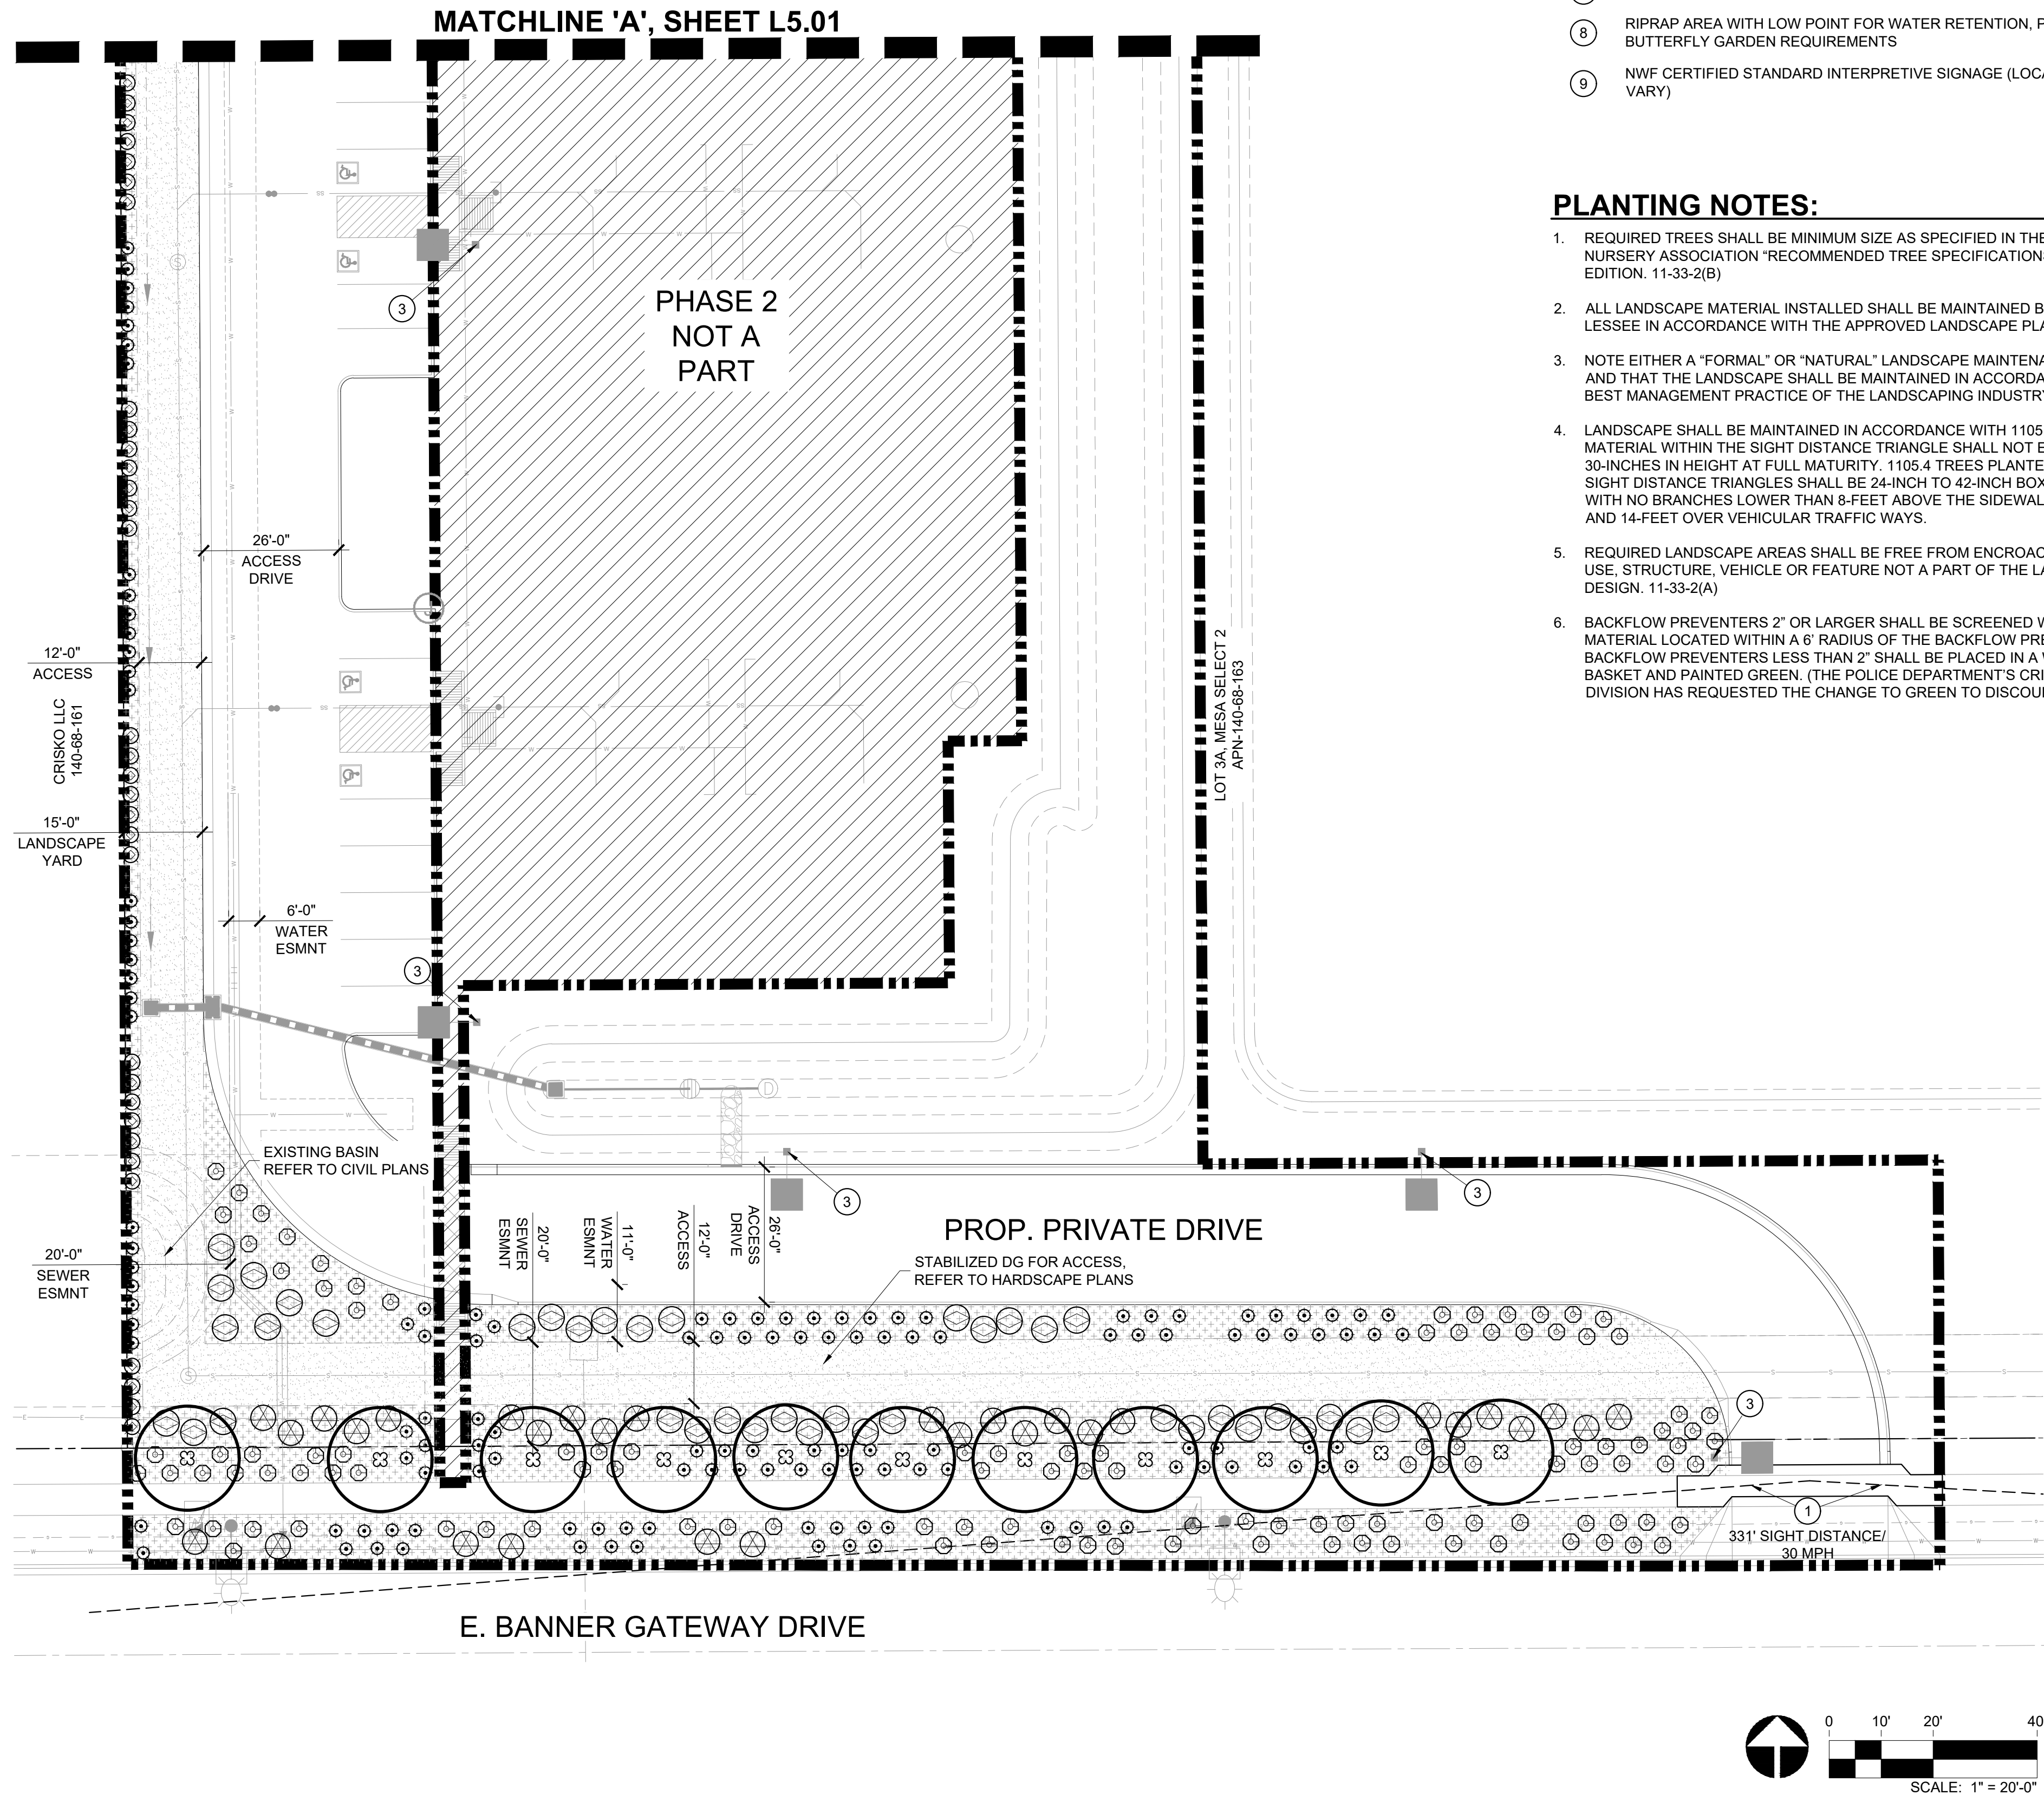 MATCHLINE 'A', SHEET L5.01
8
RIPRAP AREA WITH LOW POINT FOR WATER RETENTION,
BUTTERFLY GARDEN REQUIREMENTS
9
NWF CERTIFIED STANDARD INTERPRETIVE SIGNAGE
VARY)
PLANTING NOTES:
1. REQUIRED TREES SHALL BE MINIMUM SIZE AS SPECIFIED IN THE
NURSERY ASSOCIATION “RECOMMENDED TREE SPECIFICATION
EDITION. 11-33-2(B)
2. ALL LANDSCAPE MATERIAL INSTALLED SHALL BE MAINTAINED
LESSEE IN ACCORDANCE WITH THE APPROVED LANDSCAPE
3. NOTE EITHER A “FORMAL” OR “NATURAL” LANDSCAPE
AND THAT THE LANDSCAPE SHALL BE MAINTAINED IN
BEST MANAGEMENT PRACTICE OF THE LANDSCAPING INDUSTRY
4. LANDSCAPE SHALL BE MAINTAINED IN ACCORDANCE WITH 1105
MATERIAL WITHIN THE SIGHT DISTANCE TRIANGLE SHALL NOT
30-INCHES IN HEIGHT AT FULL MATURITY. 1105.4 TREES
SIGHT DISTANCE TRIANGLES SHALL BE 24-INCH TO 42-INCH BOX
WITH NO BRANCHES LOWER THAN 8-FEET ABOVE THE
AND 14-FEET OVER VEHICULAR TRAFFIC WAYS.
5. REQUIRED LANDSCAPE AREAS SHALL BE FREE FROM
USE, STRUCTURE, VEHICLE OR FEATURE NOT A PART OF THE
DESIGN. 11-33-2(A)
6. BACKFLOW PREVENTERS 2” OR LARGER SHALL BE SCREENED
MATERIAL LOCATED WITHIN A 6’ RADIUS OF THE BACKFLOW
BACKFLOW PREVENTERS LESS THAN 2” SHALL BE PLACED IN A
BASKET AND PAINTED GREEN. (THE POLICE DEPARTMENT’S
DIVISION HAS REQUESTED THE CHANGE TO GREEN TO
PHASE 2
NOT A
PART
3
26'-0"
ACCESS
DRIVE
12'-0"
ACCESS
CRISKO LLC
140-68-161
15'-0"
LANDSCAPE
YARD
6'-0"
WATER
ESMNT
3
LOT 3A, MESA SELECT 2
APN-140-68-163
EXISTING BASIN
REFER TO CIVIL PLANS
20'-0"
SEWER
ESMNT
20'-0"
SEWER
ESMNT
11'-0"
WATER
ESMNT
12'-0"
ACCESS
26'-0"
ACCESS
DRIVE
3
3
PROP. PRIVATE DRIVE
STABILIZED DG FOR ACCESS,
REFER TO HARDSCAPE PLANS
3
1
331' SIGHT DISTANCE/
30 MPH
E. BANNER GATEWAY DRIVE
0 10' 20' 40
SCALE: 1" = 20'-0"